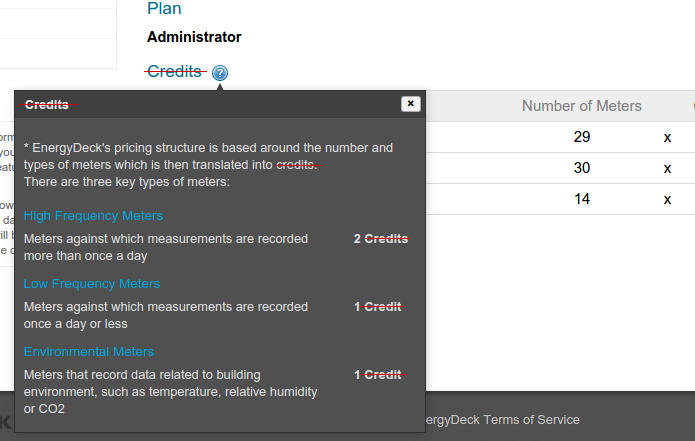 Plan
Administrator
Credits ?
Credits x
Number of Meters
* EnergyDeck's pricing structure is based around the number and
types of meters which is then translated into credits.
There are three key types of meters:
High Frequency Meters
Meters against which measurements are recorded
more than once a day
2 Credits
Low Frequency Meters
Meters against which measurements are recorded
once a day or less
1 Credit
Environmental Meters
Meters that record data related to building
environment, such as temperature, relative humidity
or CO2
1 Credit
29 x
30 x
14 x
ergyDeck Terms of Service